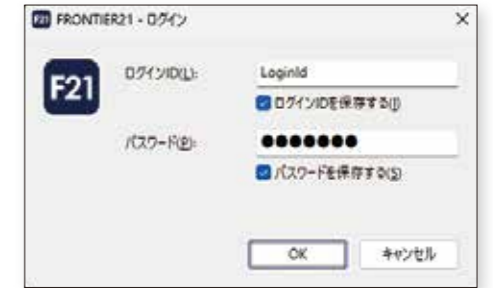 F21 FRONTIER21 - ログイン
F21
ログインID(L):
LoginId
ログインIDを保存する(I)
パスワード(P):
●●●●●●●
パスワードを保存する(S)
OK
キャンセル